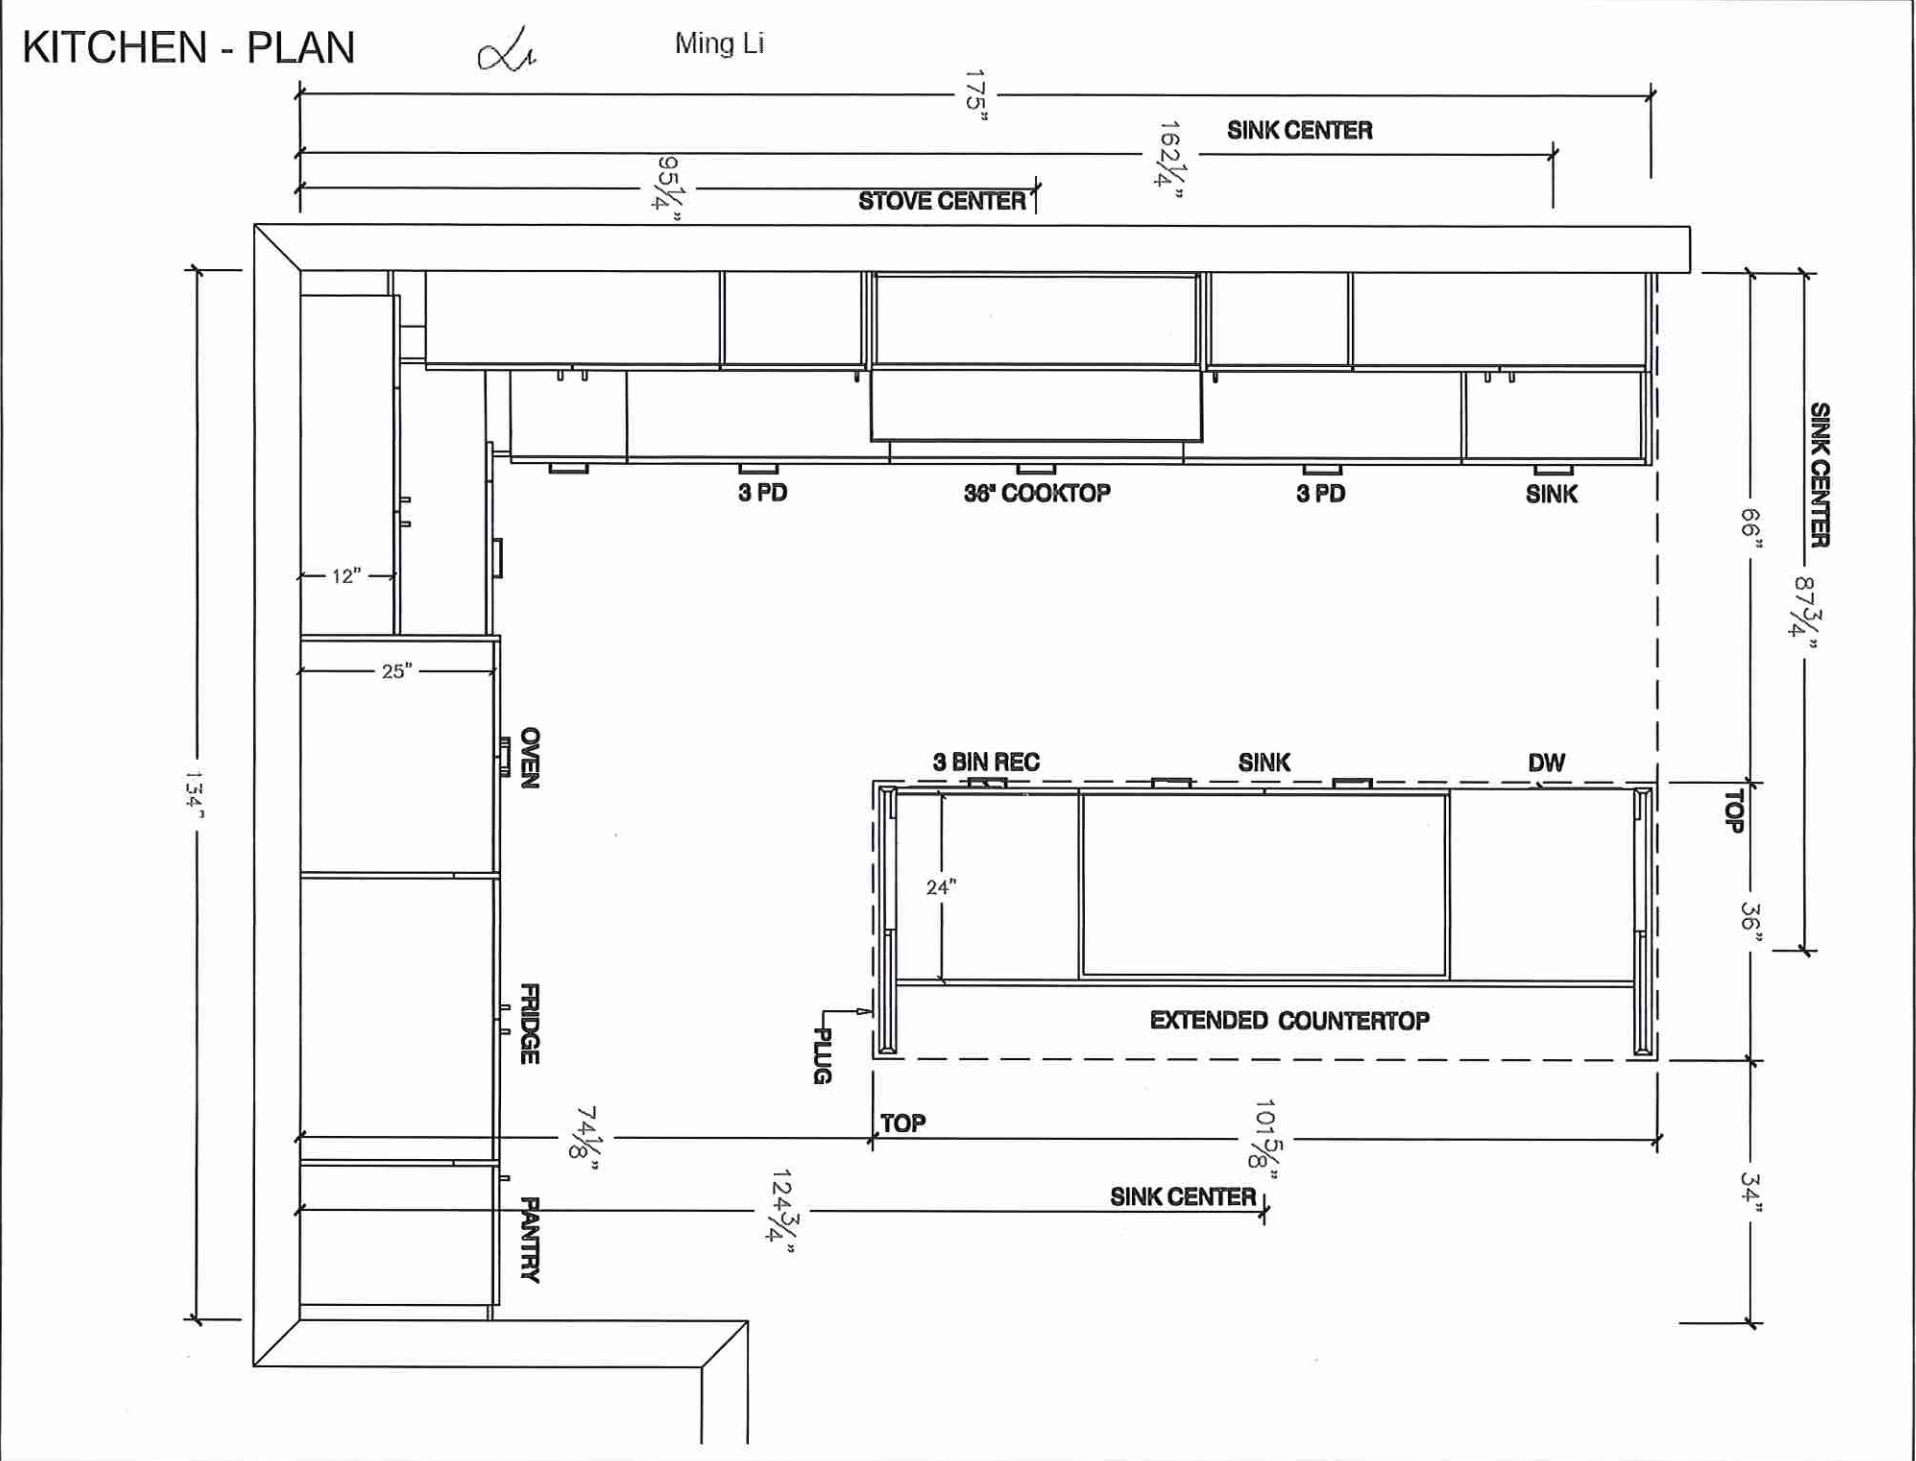 KITCHEN - PLAN
Li
Ming Li
175"
SINK CENTER
162¼"
95¼"
STOVE CENTER
SINK CENTER
3 PD
36" COOKTOP
3 PD
SINK
66"
87¾"
12"
25"
OVEN
134"
3 BIN REC
SINK
DW
TOP
24"
36"
FRIDGE
PLUG
EXTENDED COUNTERTOP
TOP
74⅛"
101⅝"
34"
124¾"
SINK CENTER
PANTRY